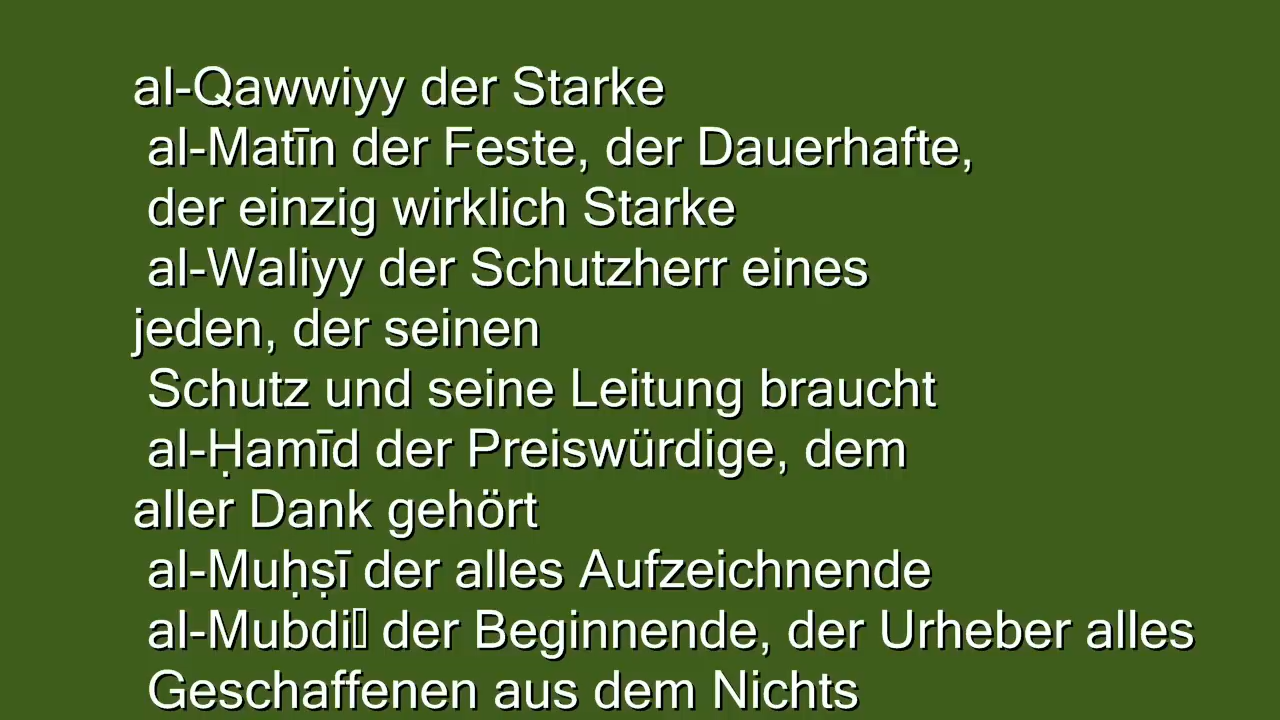 al-Qawwiyy der Starke
al-Matīn der Feste, der Dauerhafte,
der einzig wirklich Starke
al-Waliyy der Schutzherr eines
jeden, der seinen
Schutz und seine Leitung braucht
al-Ḥamīd der Preiswürdige, dem
aller Dank gehört
al-Muḥṣī der alles Aufzeichnende
al-Mubdi▯ der Beginnende, der Urheber alles
Geschaffenen aus dem Nichts